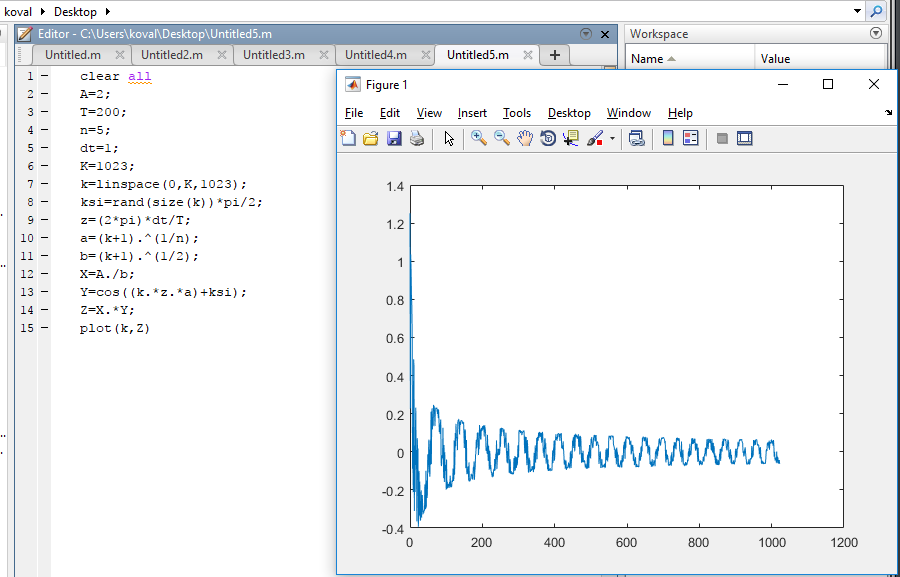 koval Desktop
Editor - C:\Users\koval\Desktop\Untitled5.m
Untitled.m Untitled2.m Untitled3.m Untitled4.m Untitled5.m
1 clear all
2 A=2;
3 T=200;
4 n=5;
5 dt=1;
6 K=1023;
7 k=linspace(0,K,1023);
8 ksi=rand(size(k))*pi/2;
9 z=(2*pi)*dt/T;
10 a=(k+1).^(1/n);
11 b=(k+1).^(1/2);
12 X=A./b;
13 Y=cos((k.*z.*a)+ksi);
14 Z=X.*Y;
15 plot(k,Z)
Workspace
Name Value
Figure 1
File Edit View Insert Tools Desktop Window Help
1.4
1.2
1
0.8
0.6
0.4
0.2
0
-0.2
-0.4
0 200 400 600 800 1000 1200